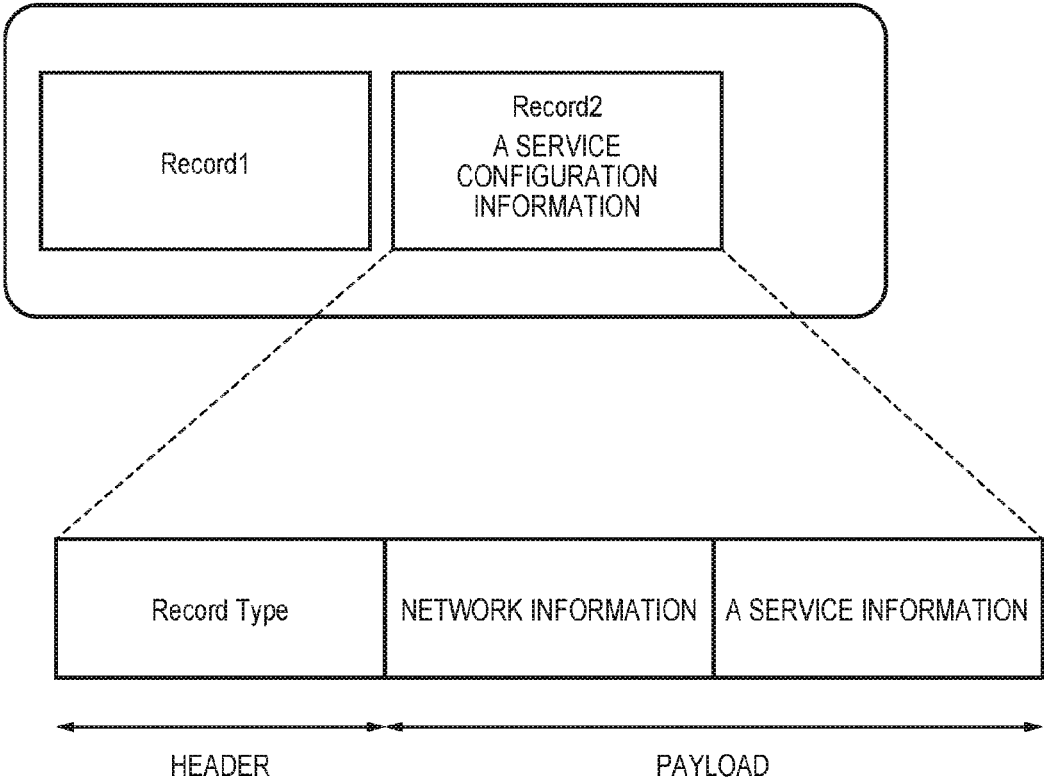 Record1
Record2
A SERVICE
CONFIGURATION
INFORMATION
Record Type
NETWORK INFORMATION
A SERVICE INFORMATION
HEADER
PAYLOAD